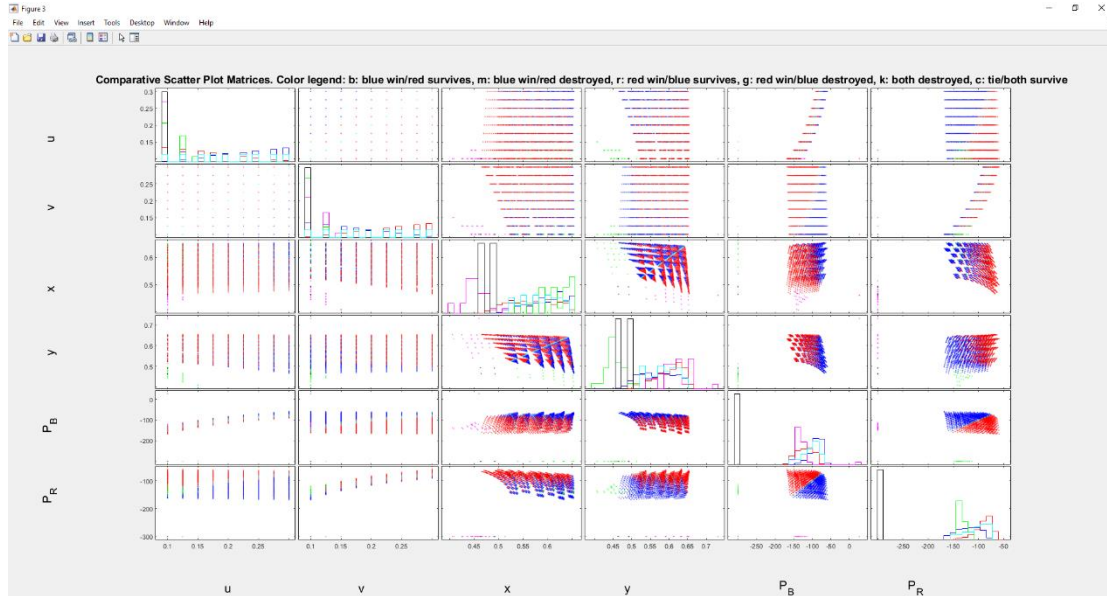 Figure 3
File Edit View Insert Tools Desktop Window Help
Comparative Scatter Plot Matrices. Color legend: b: blue win/red survives, m: blue win/red destroyed, r: red win/blue survives, g: red win/blue destroyed, k: both destroyed, c: tie/both survive
u
0.3
0.25
0.2
0.15
v
0.25
0.2
0.15
x
0.6
0.5
y
0.7
0.6
0.5
P_B
0
-100
-200
P_R
-100
-200
-300
0.1 0.15 0.2 0.25
0.1 0.15 0.2 0.25
0.45 0.5 0.55 0.6
0.45 0.5 0.55 0.6 0.65 0.7
-250 -200 -150 -100 -50 0
-250 -200 -150 -100 -50
u v x y P_B P_R